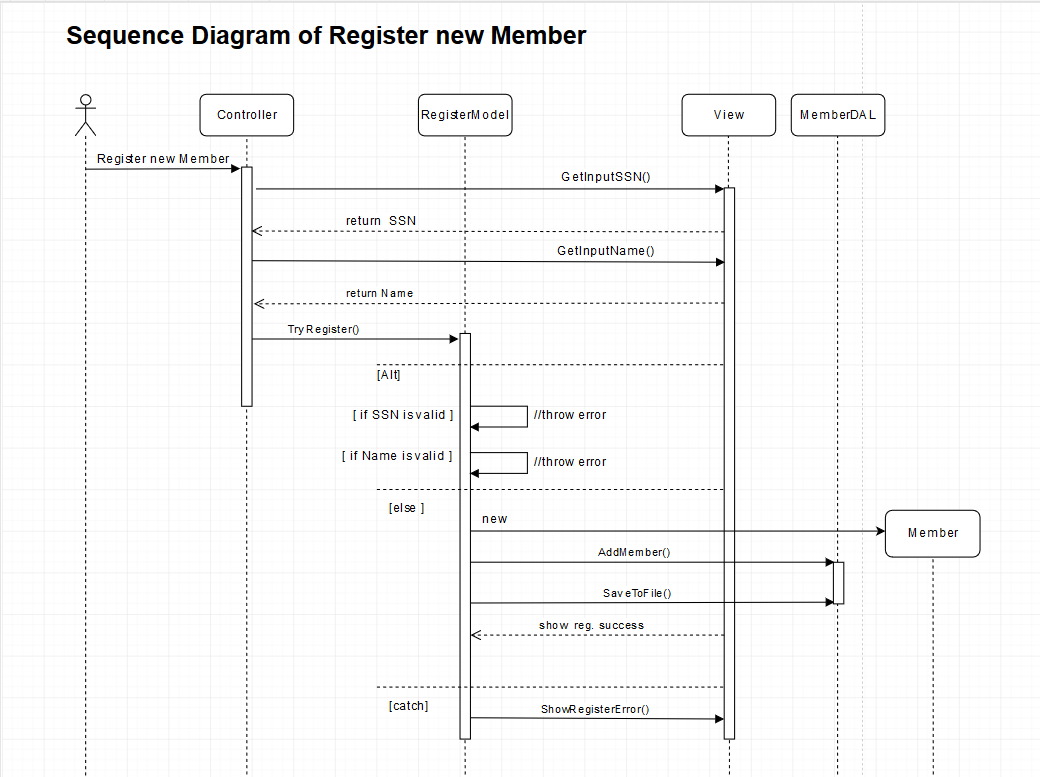 Sequence Diagram of Register new Member
Controller
RegisterModel
View
MemberDAL
Register new Member
GetInputSSN()
return SSN
GetInputName()
return Name
TryRegister()
[Alt]
[ if SSN isvalid ]
//throw error
[ if Name isvalid ]
//throw error
[else ]
new
Member
AddMember()
SaveToFile()
show reg. success
[catch]
ShowRegisterError()